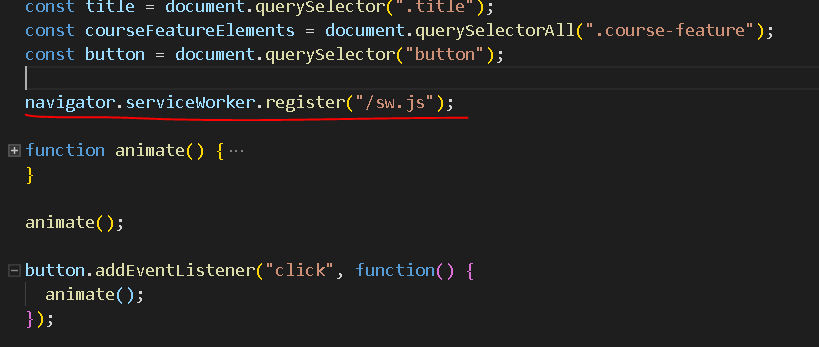 const title = document.querySelector(".title");
const courseFeatureElements = document.querySelectorAll(".course-feature");
const button = document.querySelector("button");
navigator.serviceWorker.register("/sw.js");
function animate() { ···
}
animate();
button.addEventListener("click", function() {
animate();
});